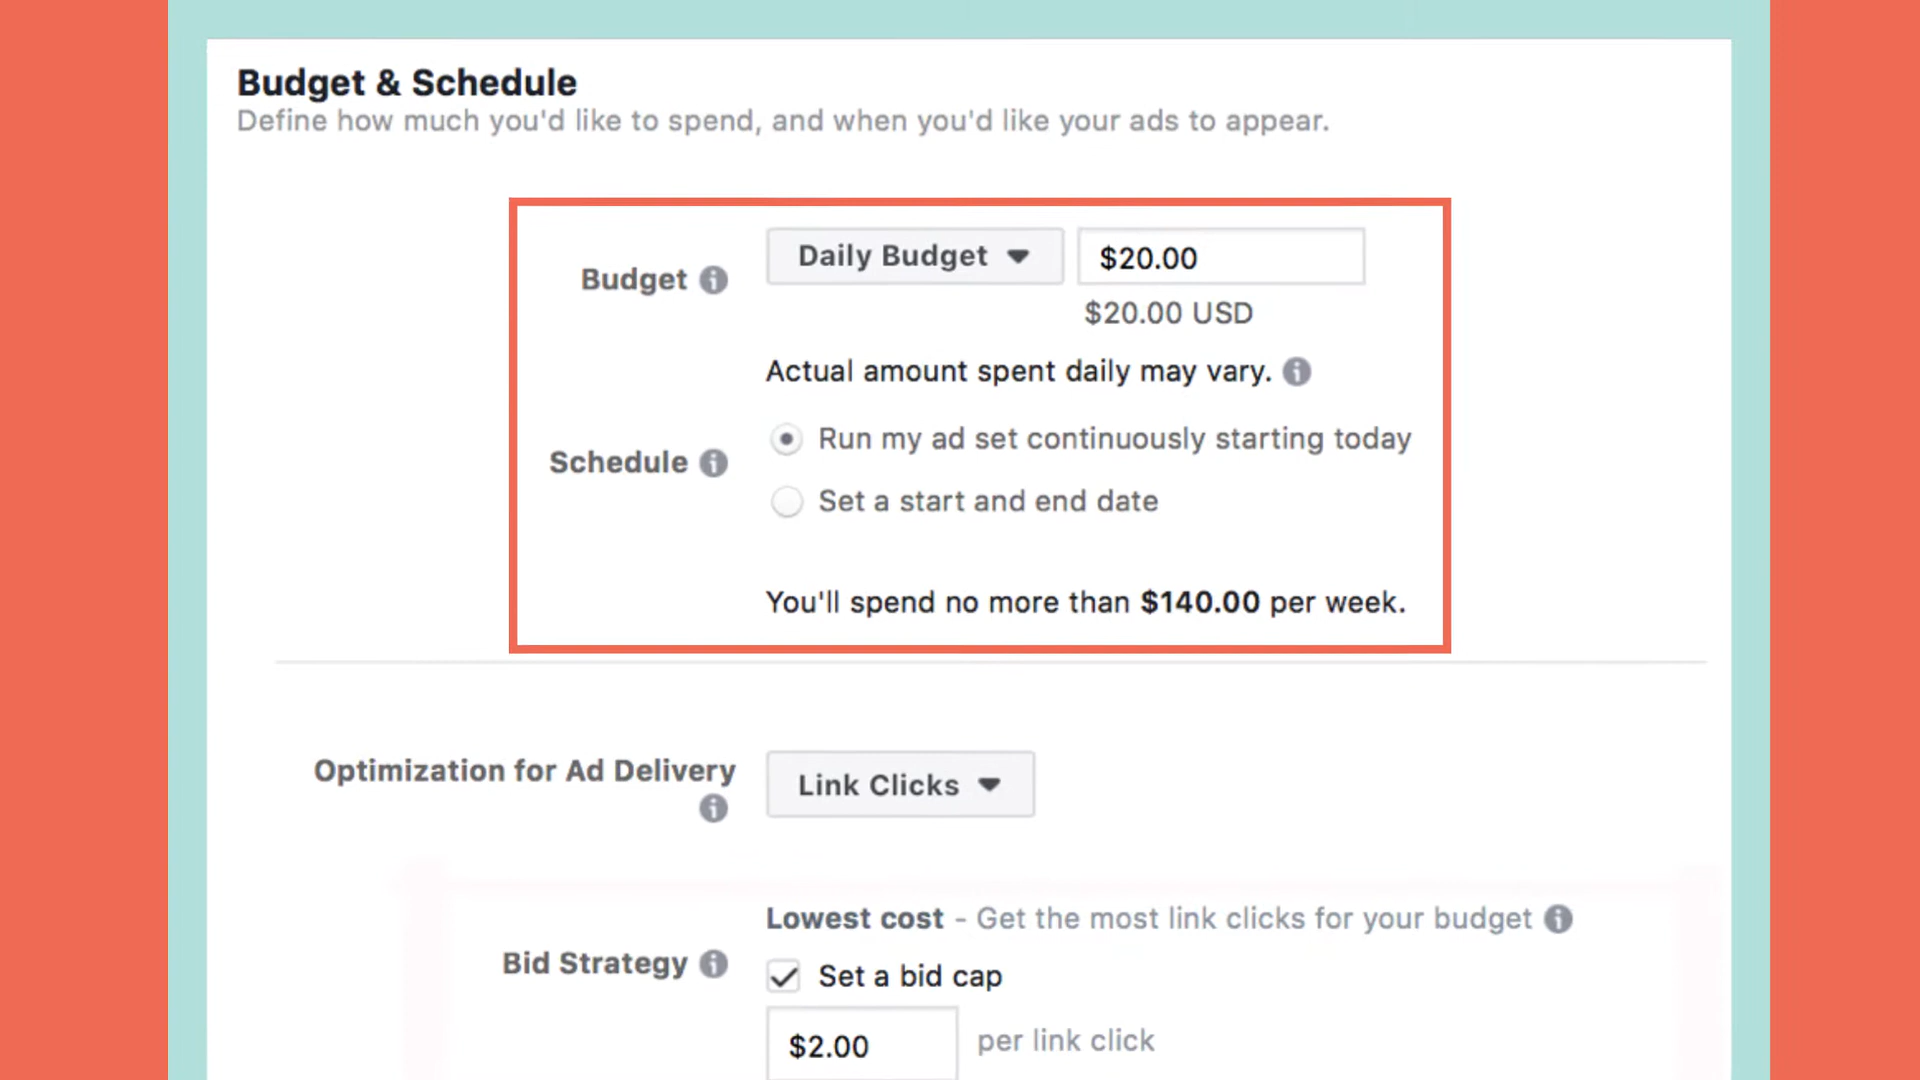 Budget & Schedule
Define how much you'd like to spend, and when you'd like your ads to appear.
Budget
Daily Budget
$20.00
$20.00 USD
Actual amount spent daily may vary.
Schedule
Run my ad set continuously starting today
Set a start and end date
You'll spend no more than $140.00 per week.
Optimization for Ad Delivery
Link Clicks
Bid Strategy
Lowest cost - Get the most link clicks for your budget
Set a bid cap
$2.00 per link click